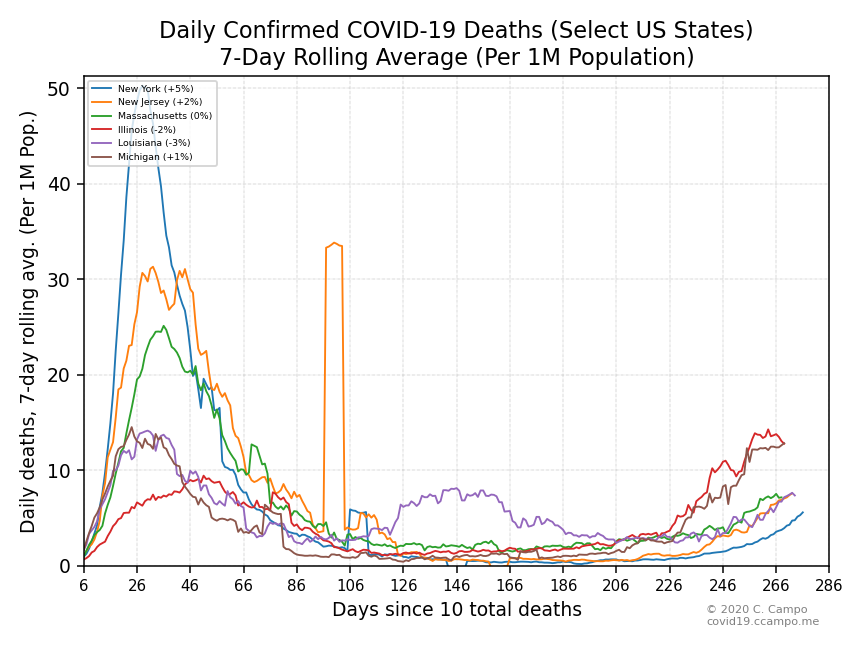 Daily Confirmed COVID-19 Deaths (Select US States)
7-Day Rolling Average (Per 1M Population)
Daily deaths, 7-day rolling avg. (Per 1M Pop.)
50
40
30
20
10
0
New York (+5%)
New Jersey (+2%)
Massachusetts (0%)
Illinois (-2%)
Louisiana (-3%)
Michigan (+1%)
6 26 46 66 86 106 126 146 166 186 206 226 246 266 286
Days since 10 total deaths
© 2020 C. Campo
covid19.ccampo.me